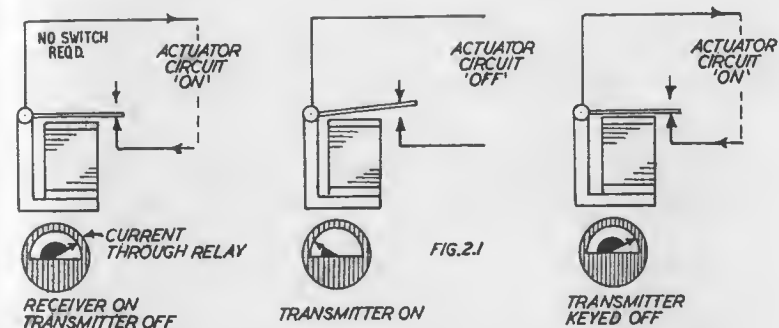 NO SWITCH
REQD.
ACTUATOR
CIRCUIT
'ON'
CURRENT
THROUGH RELAY
RECEIVER ON
TRANSMITTER OFF
ACTUATOR
CIRCUIT
'OFF'
FIG.2.1
TRANSMITTER ON
ACTUATOR
CIRCUIT
'ON'
TRANSMITTER
KEYED OFF